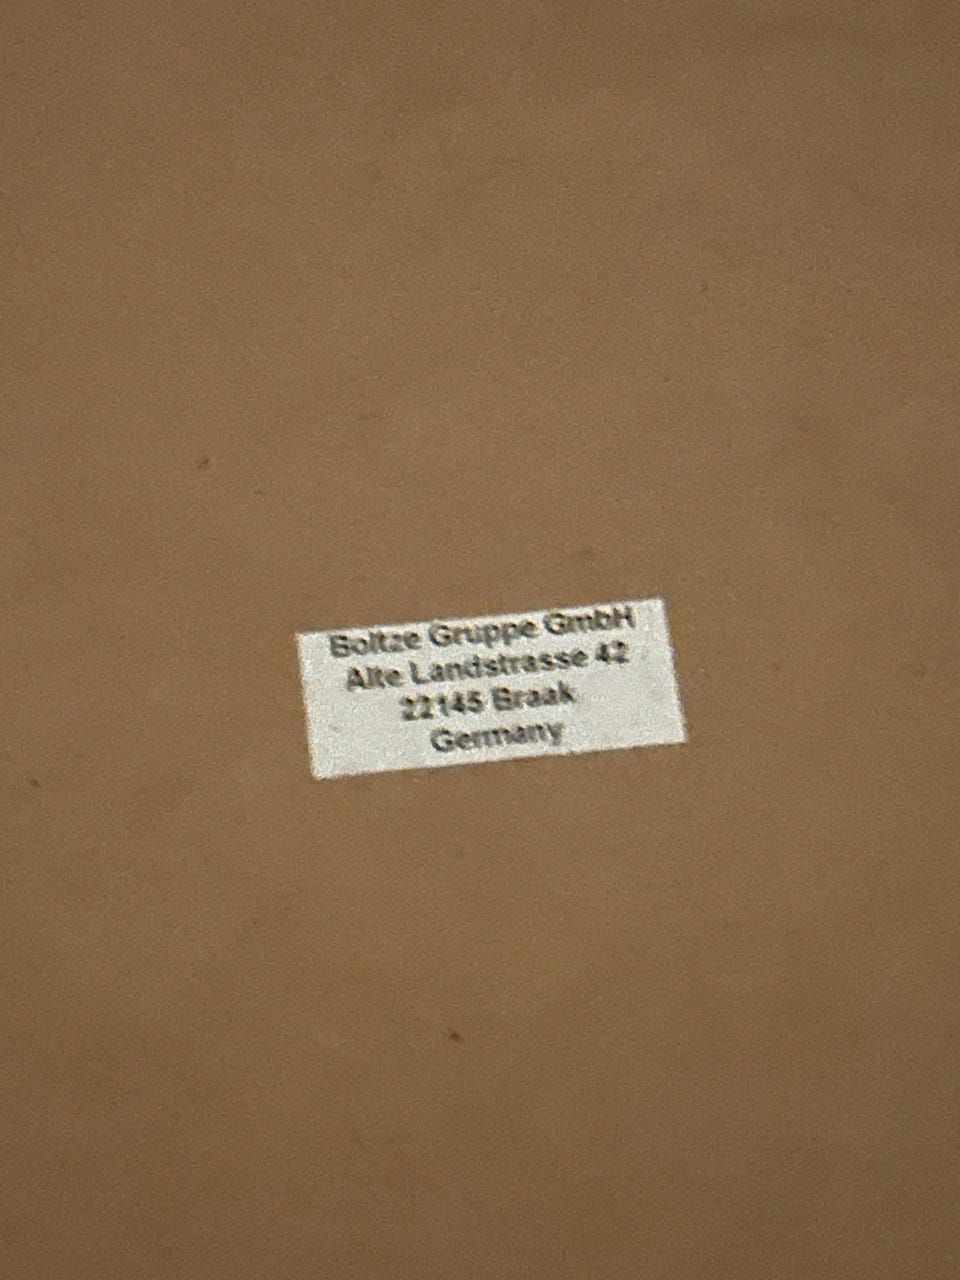 Boltze Gruppe GmbH
Alte Landstrasse 42
22145 Braak
Germany